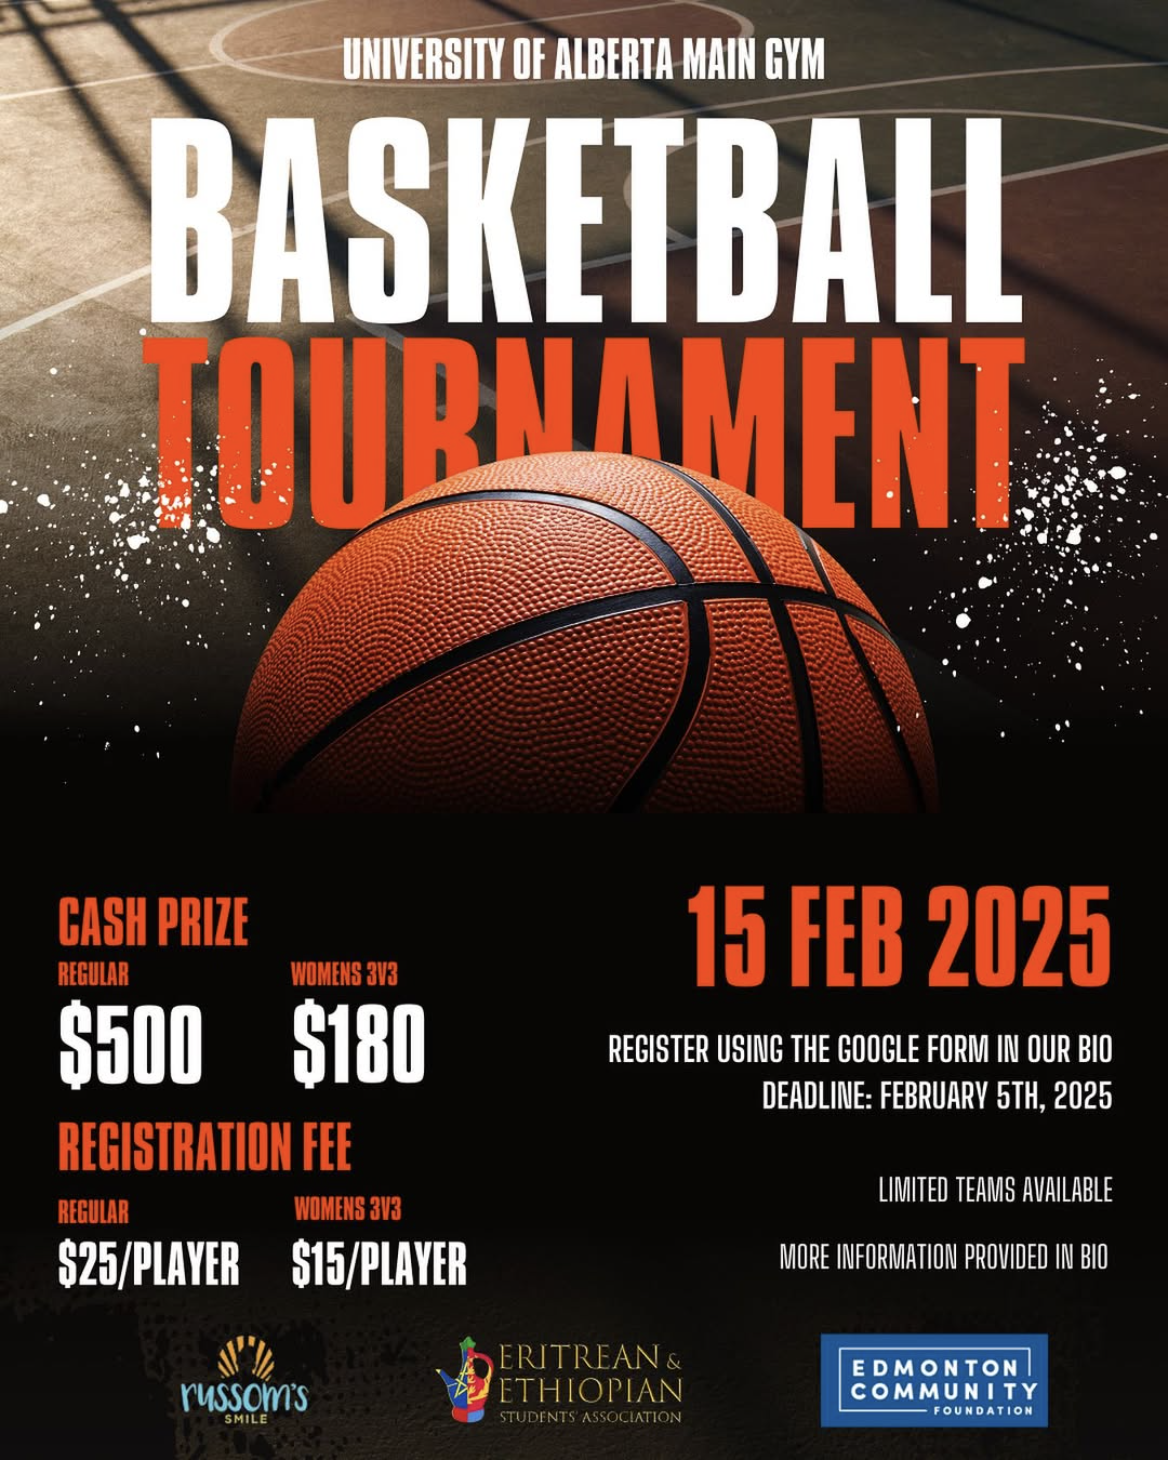 UNIVERSITY OF ALBERTA MAIN GYM
BASKETBALL
TOURNAMENT
CASH PRIZE
REGULAR
$500
WOMENS 3V3
$180
REGISTRATION FEE
REGULAR
$25/PLAYER
WOMENS 3V3
$15/PLAYER
15 FEB 2025
REGISTER USING THE GOOGLE FORM IN OUR BIO
DEADLINE: FEBRUARY 5TH, 2025
LIMITED TEAMS AVAILABLE
MORE INFORMATION PROVIDED IN BIO
russom's
SMILE
ERITREAN &
ETHIOPIAN
STUDENTS' ASSOCIATION
EDMONTON
COMMUNITY
FOUNDATION